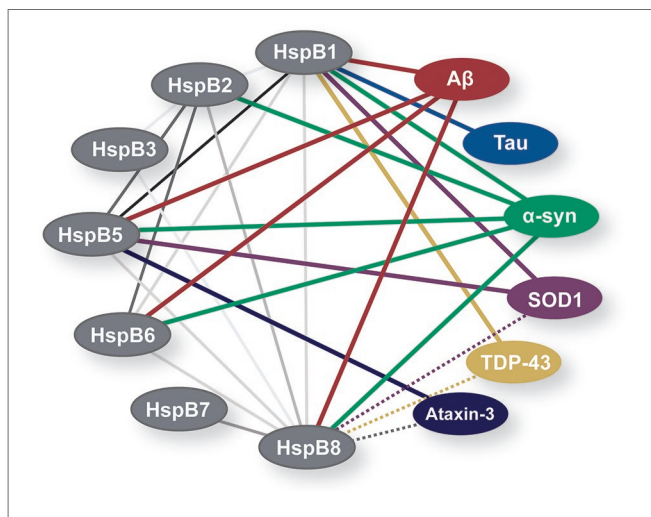 HspB1
HspB2
Aβ
HspB3
Tau
HspB5
α-syn
SOD1
HspB6
TDP-43
HspB7
Ataxin-3
HspB8